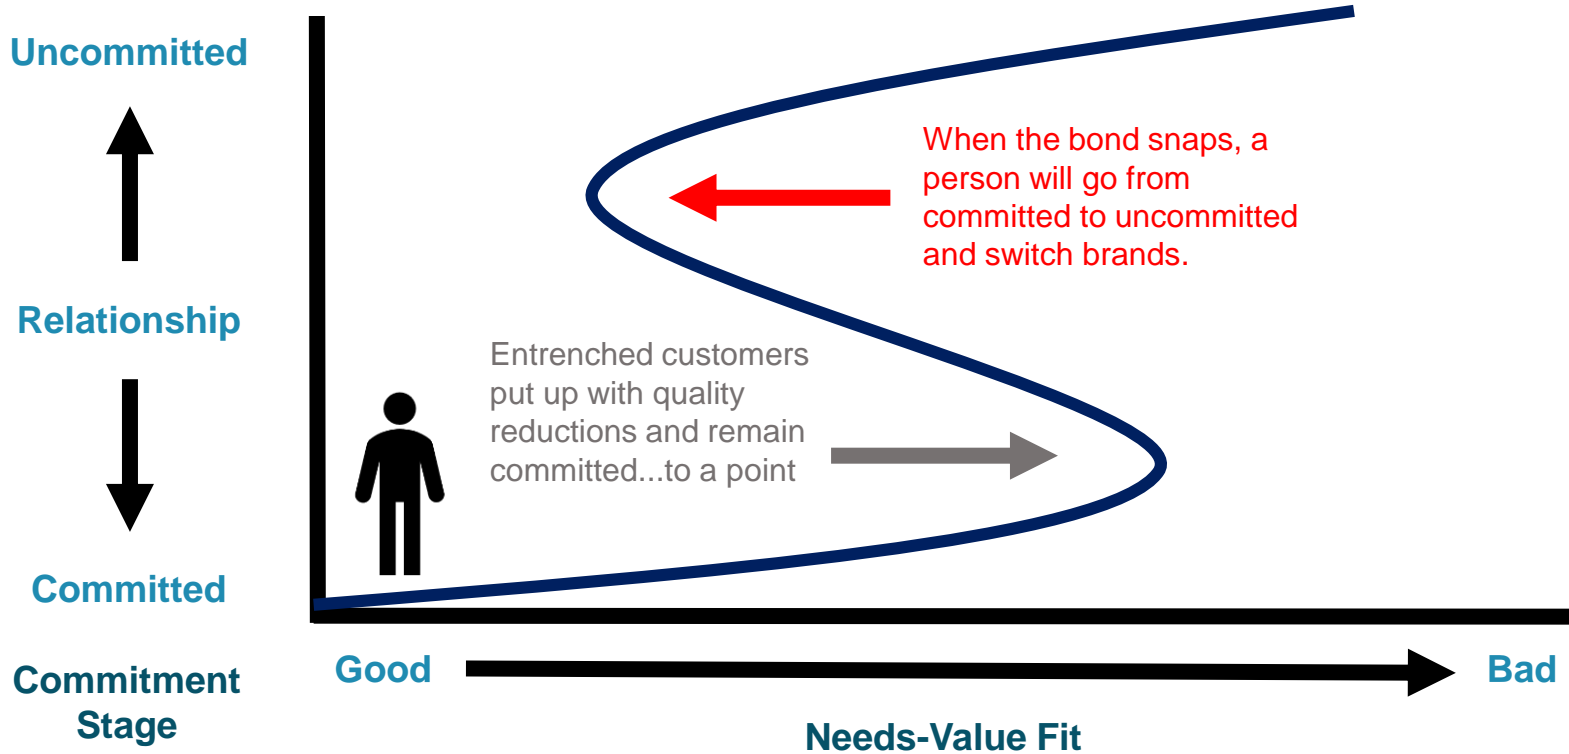 Uncommitted
Relationship
Committed
Commitment
Stage
When the bond snaps, a
person will go from
committed to uncommitted
and switch brands.
Entrenched customers
put up with quality
reductions and remain
committed...to a point
Good
Bad
Needs-Value Fit